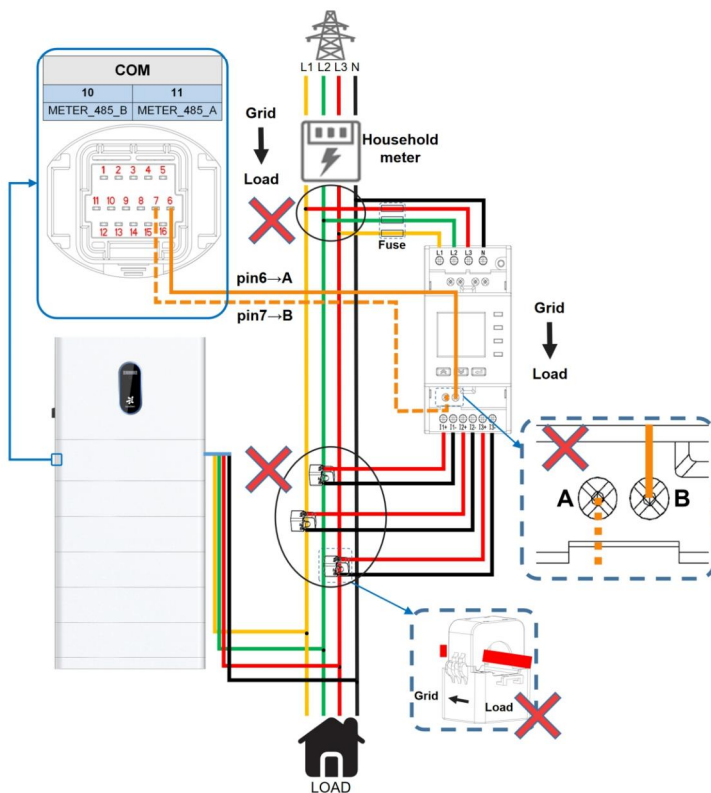 COM
10 11
METER_485_B METER_485_A
1 2 3 4 5
11 10 9 8 7 6
12 13 14 15 16
L1 L2 L3 N
Grid
Load
Household
meter
Fuse
L1 L2 L3 N
pin6→A
pin7→B
Grid
Load
I1+ I1- I2+ I2- I3+ I3-
A B
Grid Load
LOAD